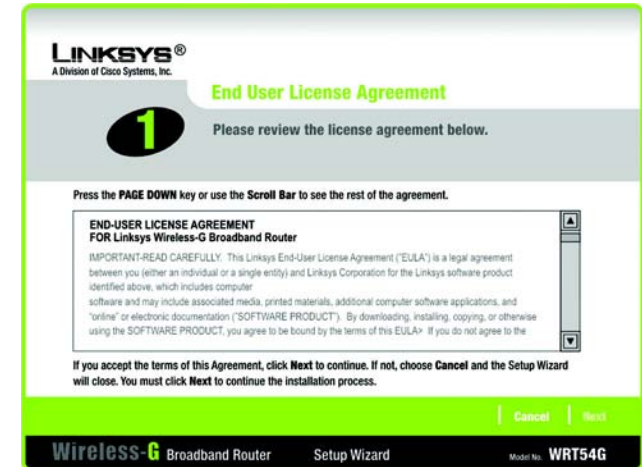 LINKSYS®
A Division of Cisco Systems, Inc.
End User License Agreement
1
Please review the license agreement below.
Press the PAGE DOWN key or use the Scroll Bar to see the rest of the agreement.
END-USER LICENSE AGREEMENT
FOR Linksys Wireless-G Broadband Router
IMPORTANT-READ CAREFULLY. This Linksys End-User License Agreement ("EULA") is a legal agreement
between you (either an individual or a single entity) and Linksys Corporation for the Linksys software product
identified above, which includes computer
software and may include associated media, printed materials, additional computer software applications, and
"online" or electronic documentation ("SOFTWARE PRODUCT"). By downloading, installing, copying, or otherwise
using the SOFTWARE PRODUCT, you agree to be bound by the terms of this EULA> If you do not agree to the
If you accept the terms of this Agreement, click Next to continue. If not, choose Cancel and the Setup Wizard
will close. You must click Next to continue the installation process.
Cancel Next
Wireless-G Broadband Router Setup Wizard Model No. WRT54G